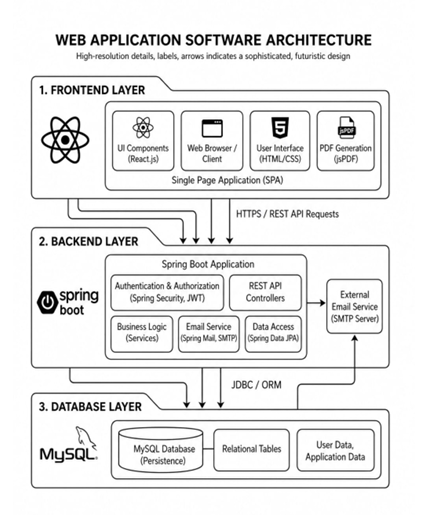 WEB APPLICATION SOFTWARE ARCHITECTURE
High-resolution details, labels, arrows indicates a sophisticated, futuristic design
1. FRONTEND LAYER
UI Components
(React.js)
Web Browser /
Client
5
User Interface
(HTML/CSS)
jsPDF
PDF Generation
(jsPDF)
Single Page Application (SPA)
HTTPS / REST API Requests
2. BACKEND LAYER
spring
boot
Spring Boot Application
Authentication & Authorization
(Spring Security, JWT)
REST API
Controllers
Business Logic
(Services)
Email Service
(Spring Mail, SMTP)
Data Access
(Spring Data JPA)
External
Email Service
(SMTP Server)
JDBC / ORM
3. DATABASE LAYER
MySQL
MySQL Database
(Persistence)
Relational Tables
User Data,
Application Data